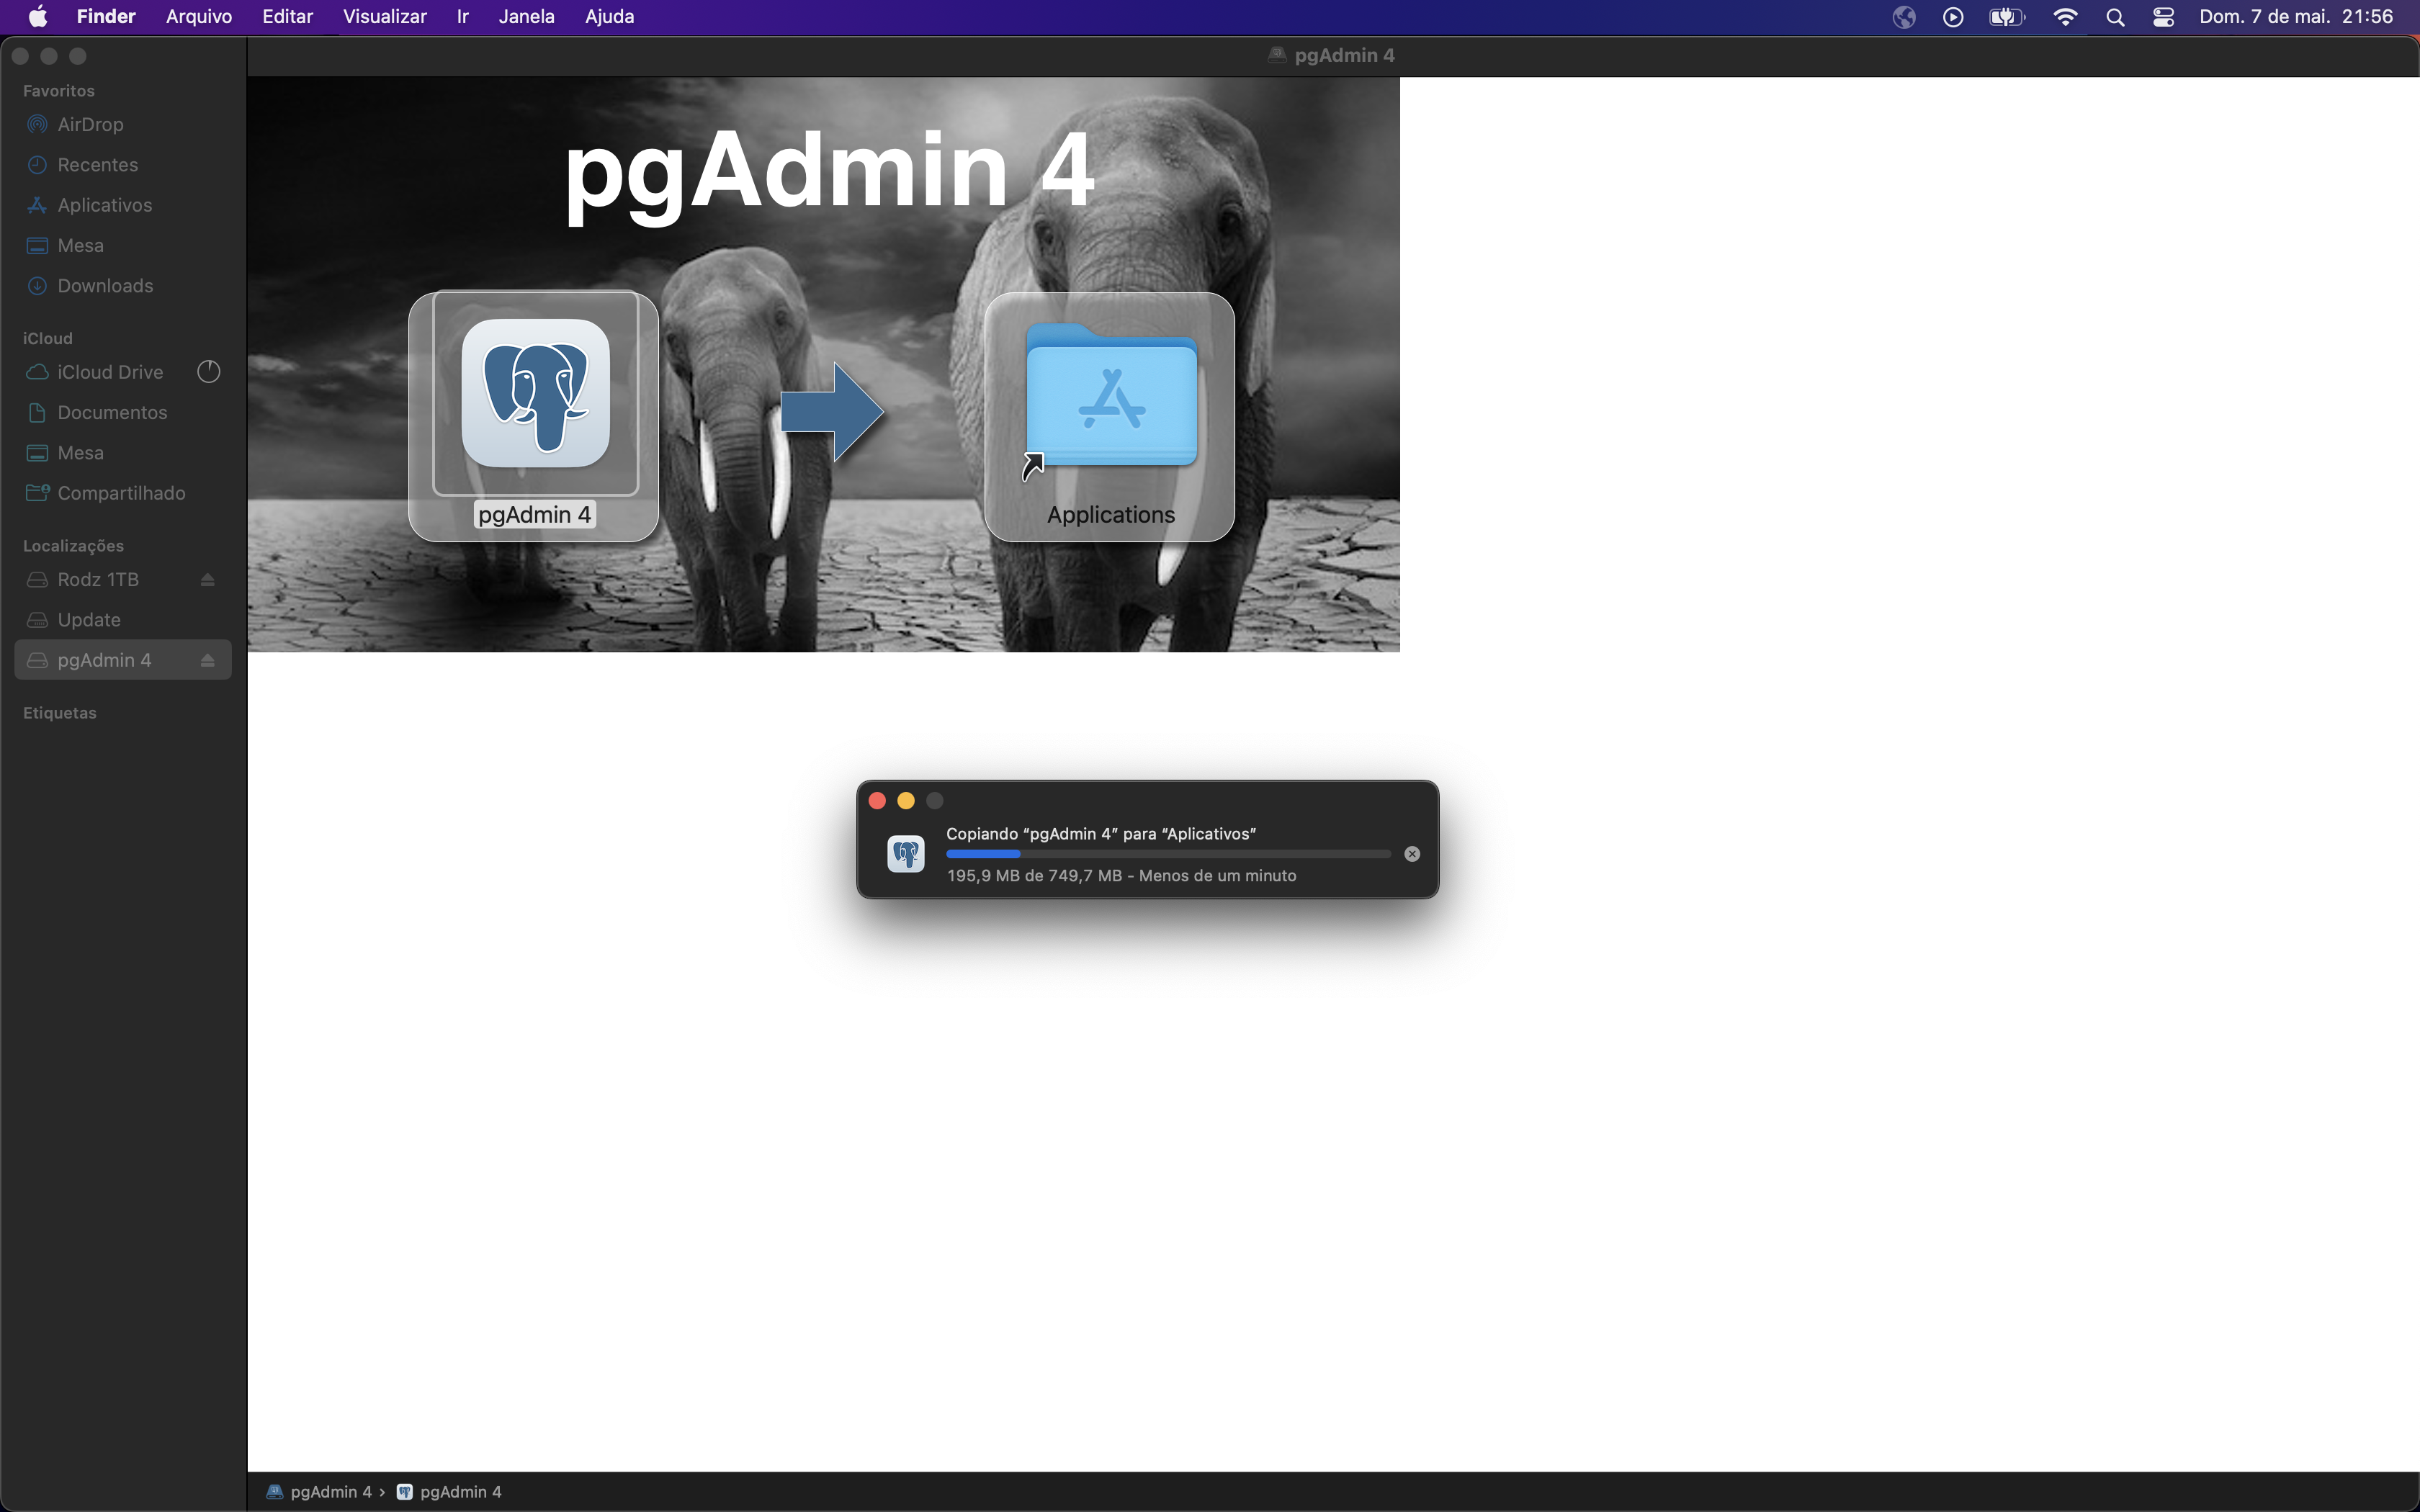 Finder Arquivo Editar Visualizar Ir Janela Ajuda Dom. 7 de mai. 21:56
pgAdmin 4
Favoritos
AirDrop
Recentes
Aplicativos
Mesa
Downloads
iCloud
iCloud Drive
Documentos
Mesa
Compartilhado
Localizações
Rodz 1TB
Update
pgAdmin 4
Etiquetas
pgAdmin 4
pgAdmin 4
Applications
Copiando “pgAdmin 4” para “Aplicativos”
195,9 MB de 749,7 MB - Menos de um minuto
pgAdmin 4 › pgAdmin 4